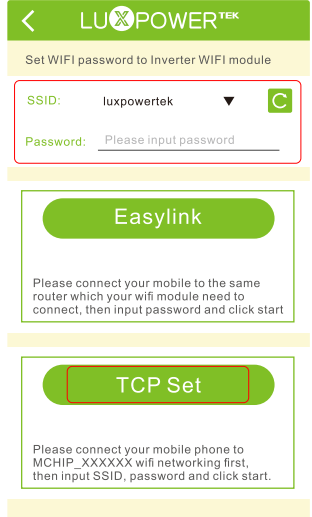 LUXPOWERTEK
Set WIFI password to Inverter WIFI module
SSID: luxpowertek
Password: Please input password
Easylink
Please connect your mobile to the same
router which your wifi module need to
connect, then input password and click start
TCP Set
Please connect your mobile phone to
MCHIP_XXXXXX wifi networking first,
then input SSID, password and click start.